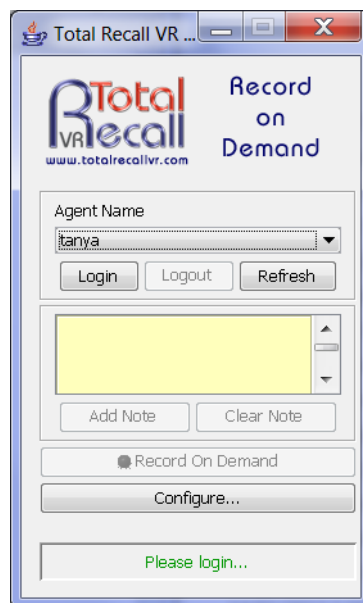 Total Recall VR ...
Total
Recall
VR
www.totalrecallvr.com
Record
on
Demand
Agent Name
tanya
Login Logout Refresh
Add Note Clear Note
Record On Demand
Configure...
Please login...